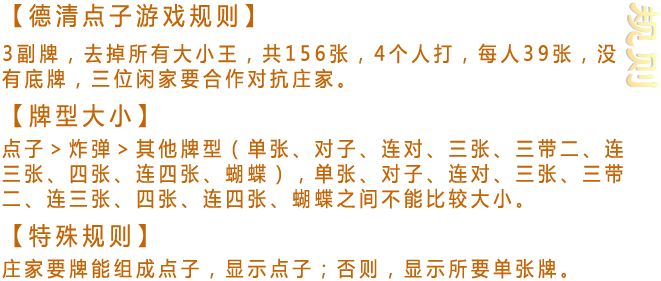 【德清点子游戏规则】
3副牌，去掉所有大小王，共156张，4个人打，每人39张，没
有底牌，三位闲家要合作对抗庄家。
【牌型大小】
点子＞炸弹＞其他牌型（单张、对子、连对、三张、三带二、连
三张、四张、连四张、蝴蝶），单张、对子、连对、三张、三带
二、连三张、四张、连四张、蝴蝶之间不能比较大小。
【特殊规则】
庄家要牌能组成点子，显示点子；否则，显示所要单张牌。
规则